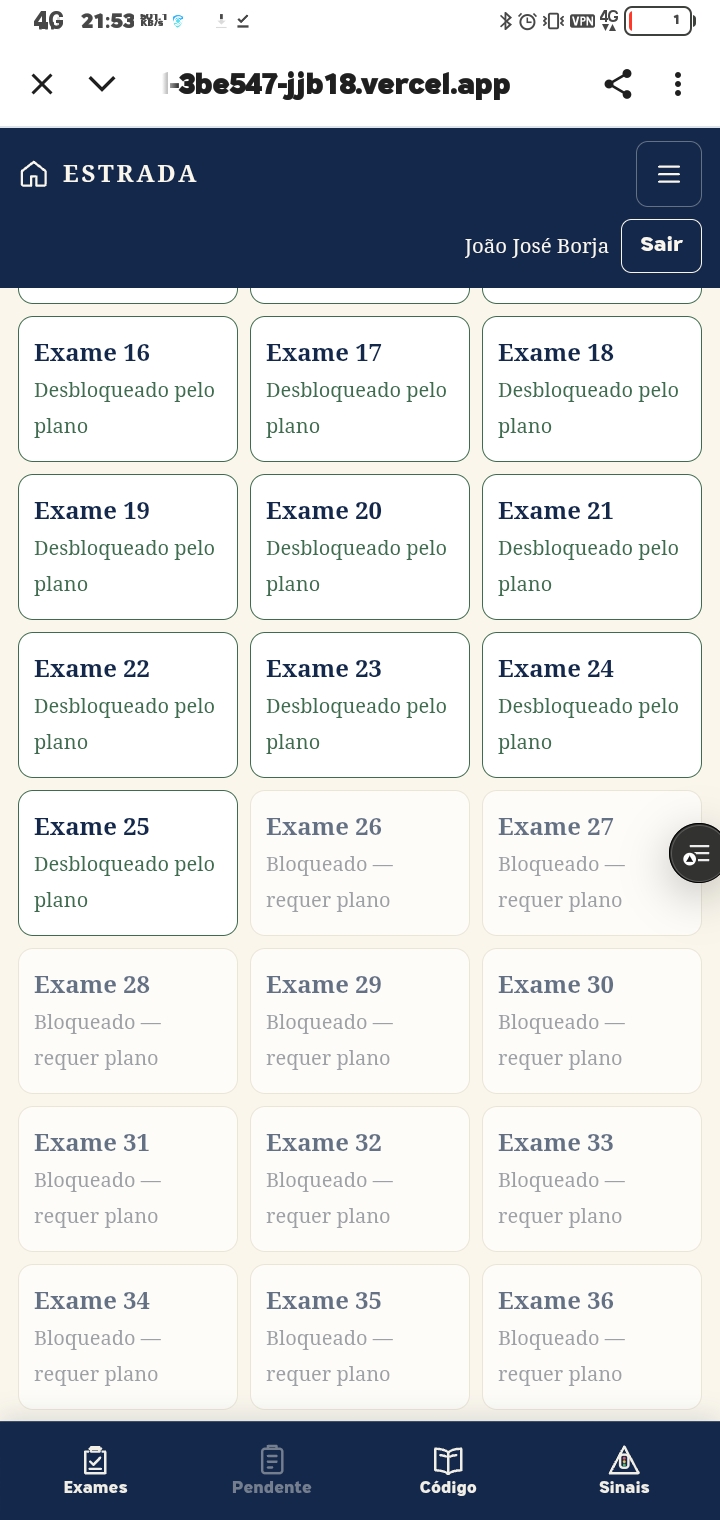 4G 21:53
VPN 4G 1
-3be547-jjb18.vercel.app
ESTRADA
João José Borja Sair
Exame 16 Exame 17 Exame 18
Desbloqueado pelo Desbloqueado pelo Desbloqueado pelo
plano plano plano
Exame 19 Exame 20 Exame 21
Desbloqueado pelo Desbloqueado pelo Desbloqueado pelo
plano plano plano
Exame 22 Exame 23 Exame 24
Desbloqueado pelo Desbloqueado pelo Desbloqueado pelo
plano plano plano
Exame 25 Exame 26 Exame 27
Desbloqueado pelo Bloqueado — Bloqueado —
plano requer plano requer plano
Exame 28 Exame 29 Exame 30
Bloqueado — Bloqueado — Bloqueado —
requer plano requer plano requer plano
Exame 31 Exame 32 Exame 33
Bloqueado — Bloqueado — Bloqueado —
requer plano requer plano requer plano
Exame 34 Exame 35 Exame 36
Bloqueado — Bloqueado — Bloqueado —
requer plano requer plano requer plano
Exames Pendente Código Sinais